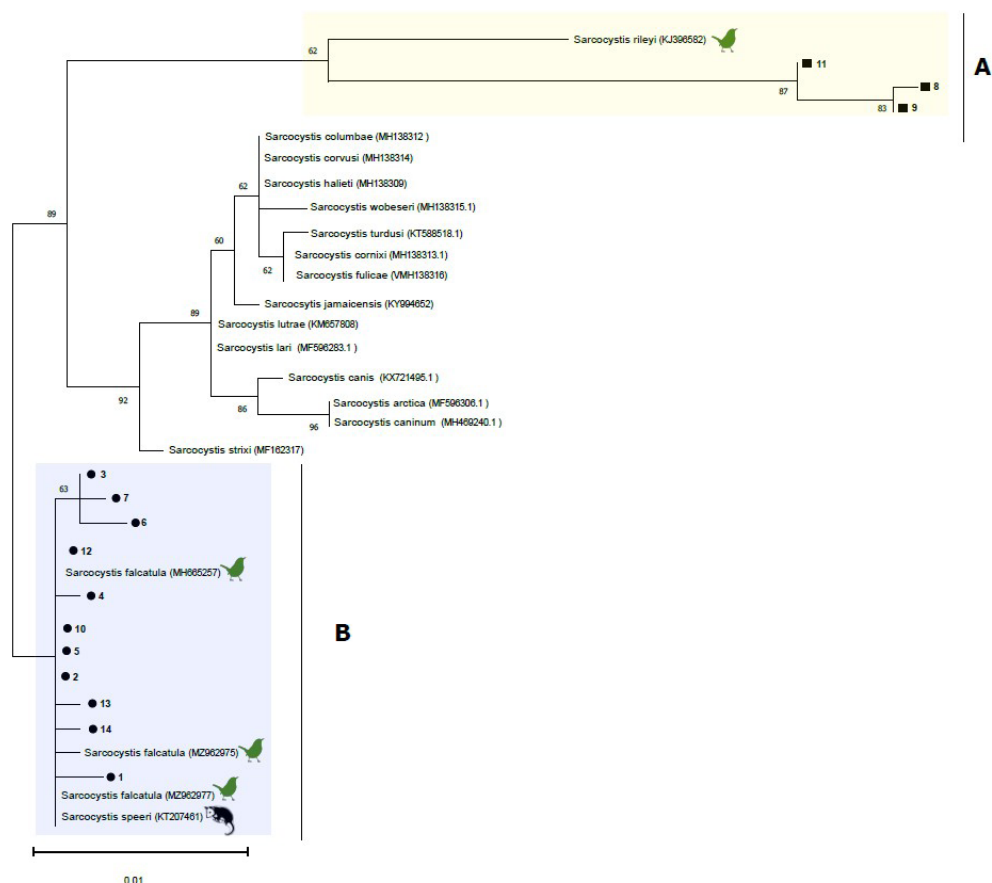 Sarcocystis rileyi (KJ396582)
62
A
11
87
8
83
9
Sarcocystis columbae (MH138312 )
Sarcocystis corvusi (MH138314)
62
Sarcocystis halieti (MH138309)
Sarcocystis wobeseri (MH138315.1)
89
Sarcocystis turdusi (KT588518.1)
60
Sarcocystis cornixi (MH138313.1)
62
Sarcocystis fulicae (VMH138316)
Sarcocsytis jamaicensis (KY994652)
89
Sarcocystis lutrae (KM657808)
Sarcocystis lari (MF596283.1 )
Sarcocystis canis (KX721495.1 )
92
86
Sarcocystis arctica (MF596306.1 )
96
Sarcocystis caninum (MH469240.1 )
Sarcocystis strixi (MF162317)
3
63
7
6
12
Sarcocystis falcatula (MH665257)
4
10
B
5
2
13
14
Sarcocystis falcatula (MZ962975)
1
Sarcocystis falcatula (MZ962977)
Sarcocystis speeri (KT207461)
0.01